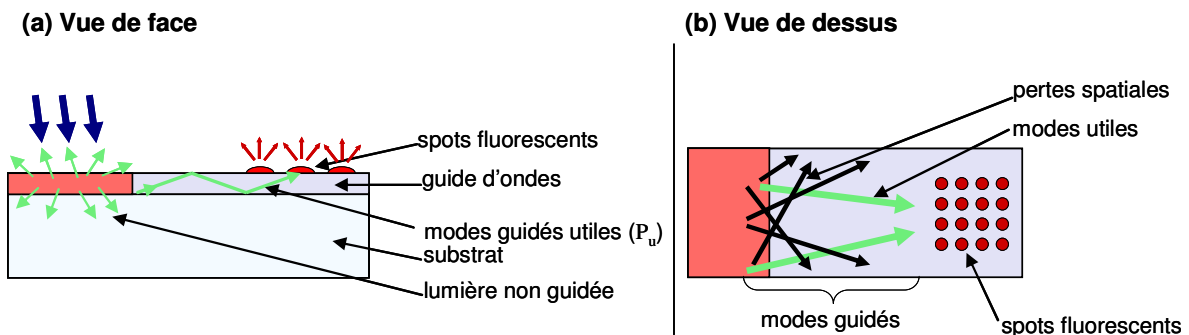 (a) Vue de face
spots fluorescents
guide d'ondes
modes guidés utiles (Pu)
substrat
lumière non guidée
(b) Vue de dessus
pertes spatiales
modes utiles
modes guidés
spots fluorescents